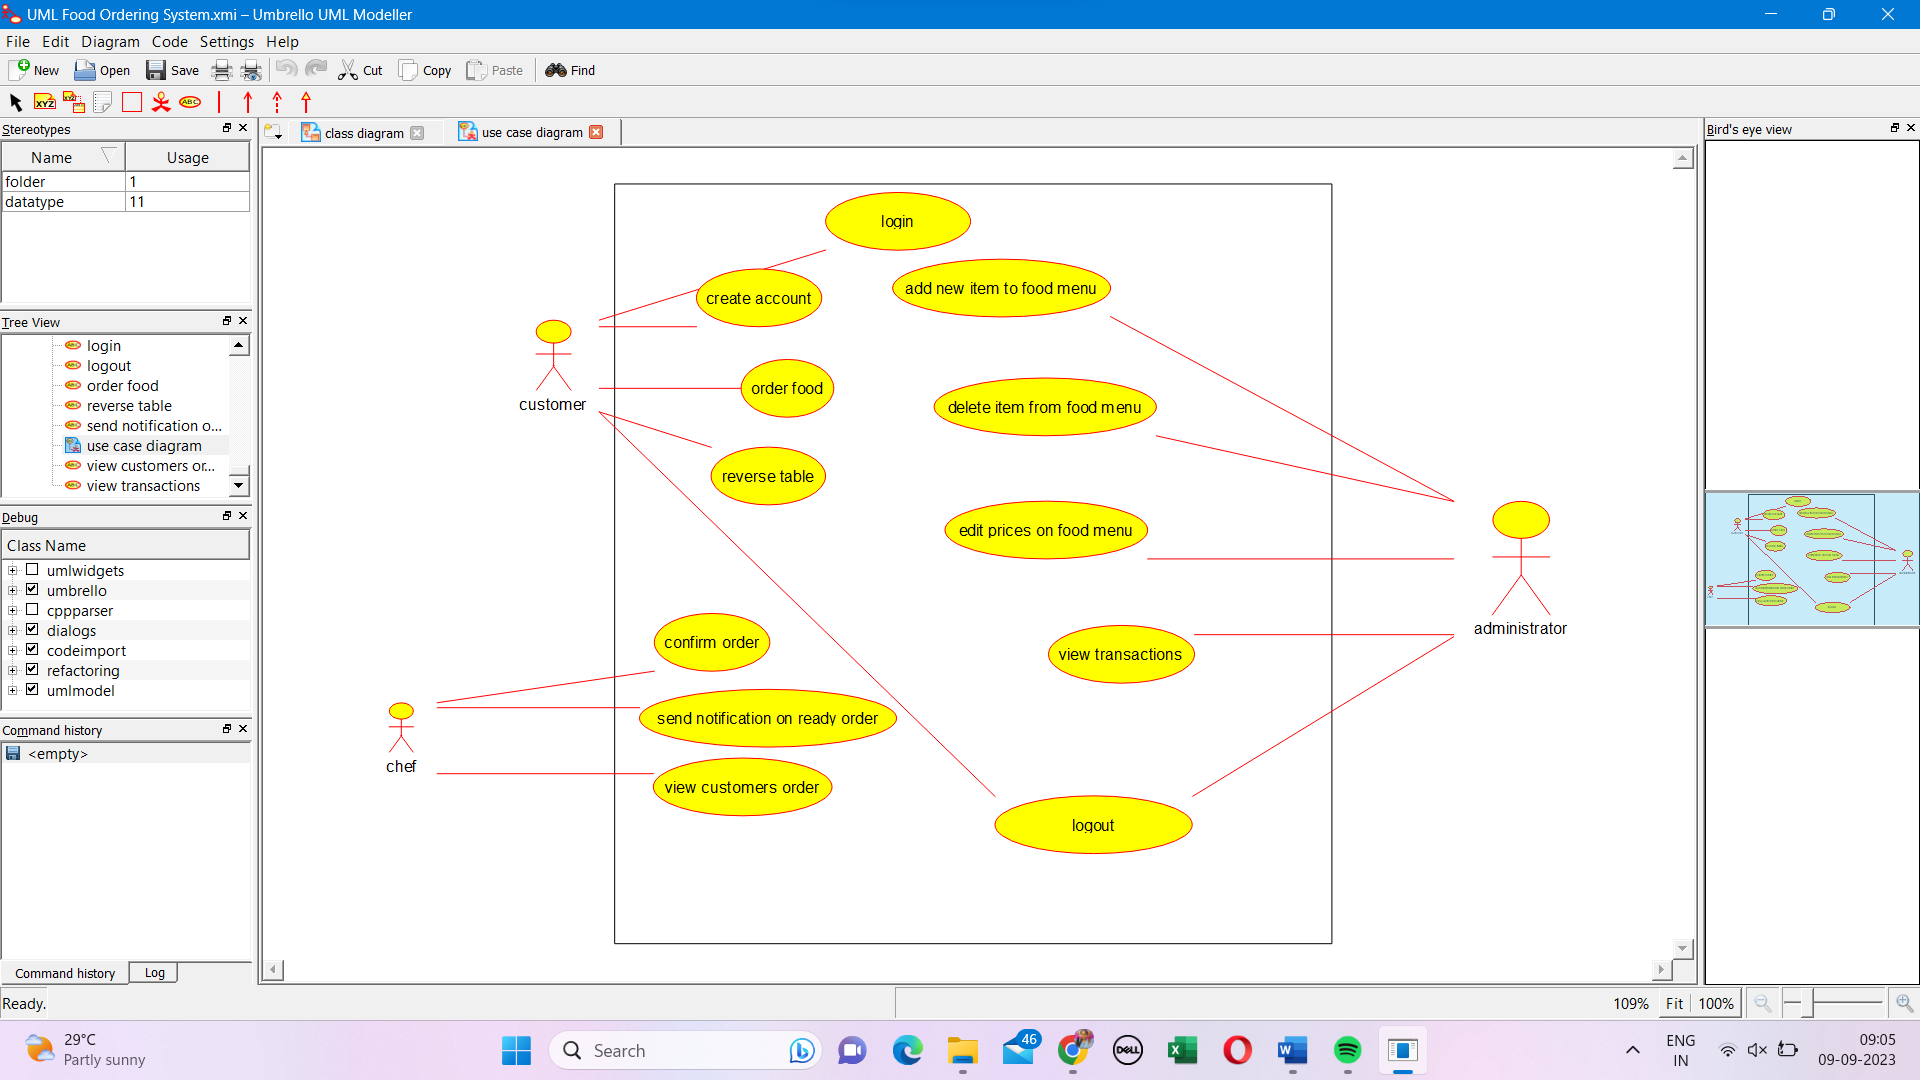 UML Food Ordering System.xmi – Umbrello UML Modeller
File Edit Diagram Code Settings Help
New Open Save Cut Copy Paste Find
XYZ XYZ ABC
Stereotypes
Name Usage
folder 1
datatype 11
Tree View
login
logout
order food
reverse table
send notification o...
use case diagram
view customers or...
view transactions
Debug
Class Name
umlwidgets
umbrello
cppparser
dialogs
codeimport
refactoring
umlmodel
Command history
<empty>
Command history Log
class diagram use case diagram
login
create account
add new item to food menu
customer
order food
delete item from food menu
reverse table
edit prices on food menu
administrator
confirm order
view transactions
send notification on ready order
chef
view customers order
logout
Bird's eye view
Ready.
109% Fit 100%
29°C
Partly sunny
Search
46
DELL
ENG
IN
09:05
09-09-2023